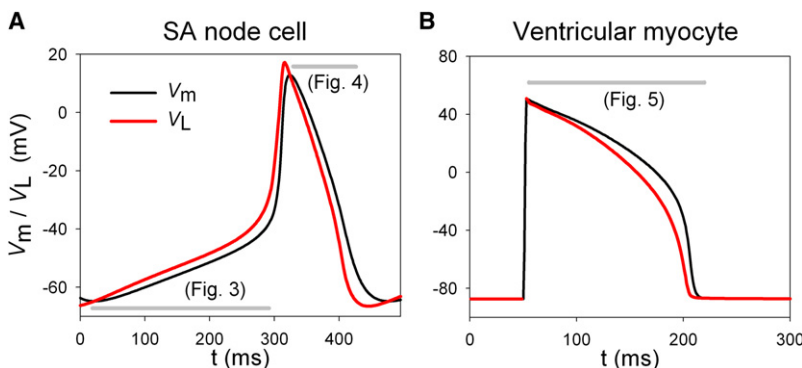 A
SA node cell
Vm / VL (mV)
20
0
-20
-40
-60
Vm
VL
(Fig. 4)
(Fig. 3)
0
100
200
300
400
t (ms)
B
Ventricular myocyte
80
40
0
-40
-80
(Fig. 5)
0
100
200
300
t (ms)